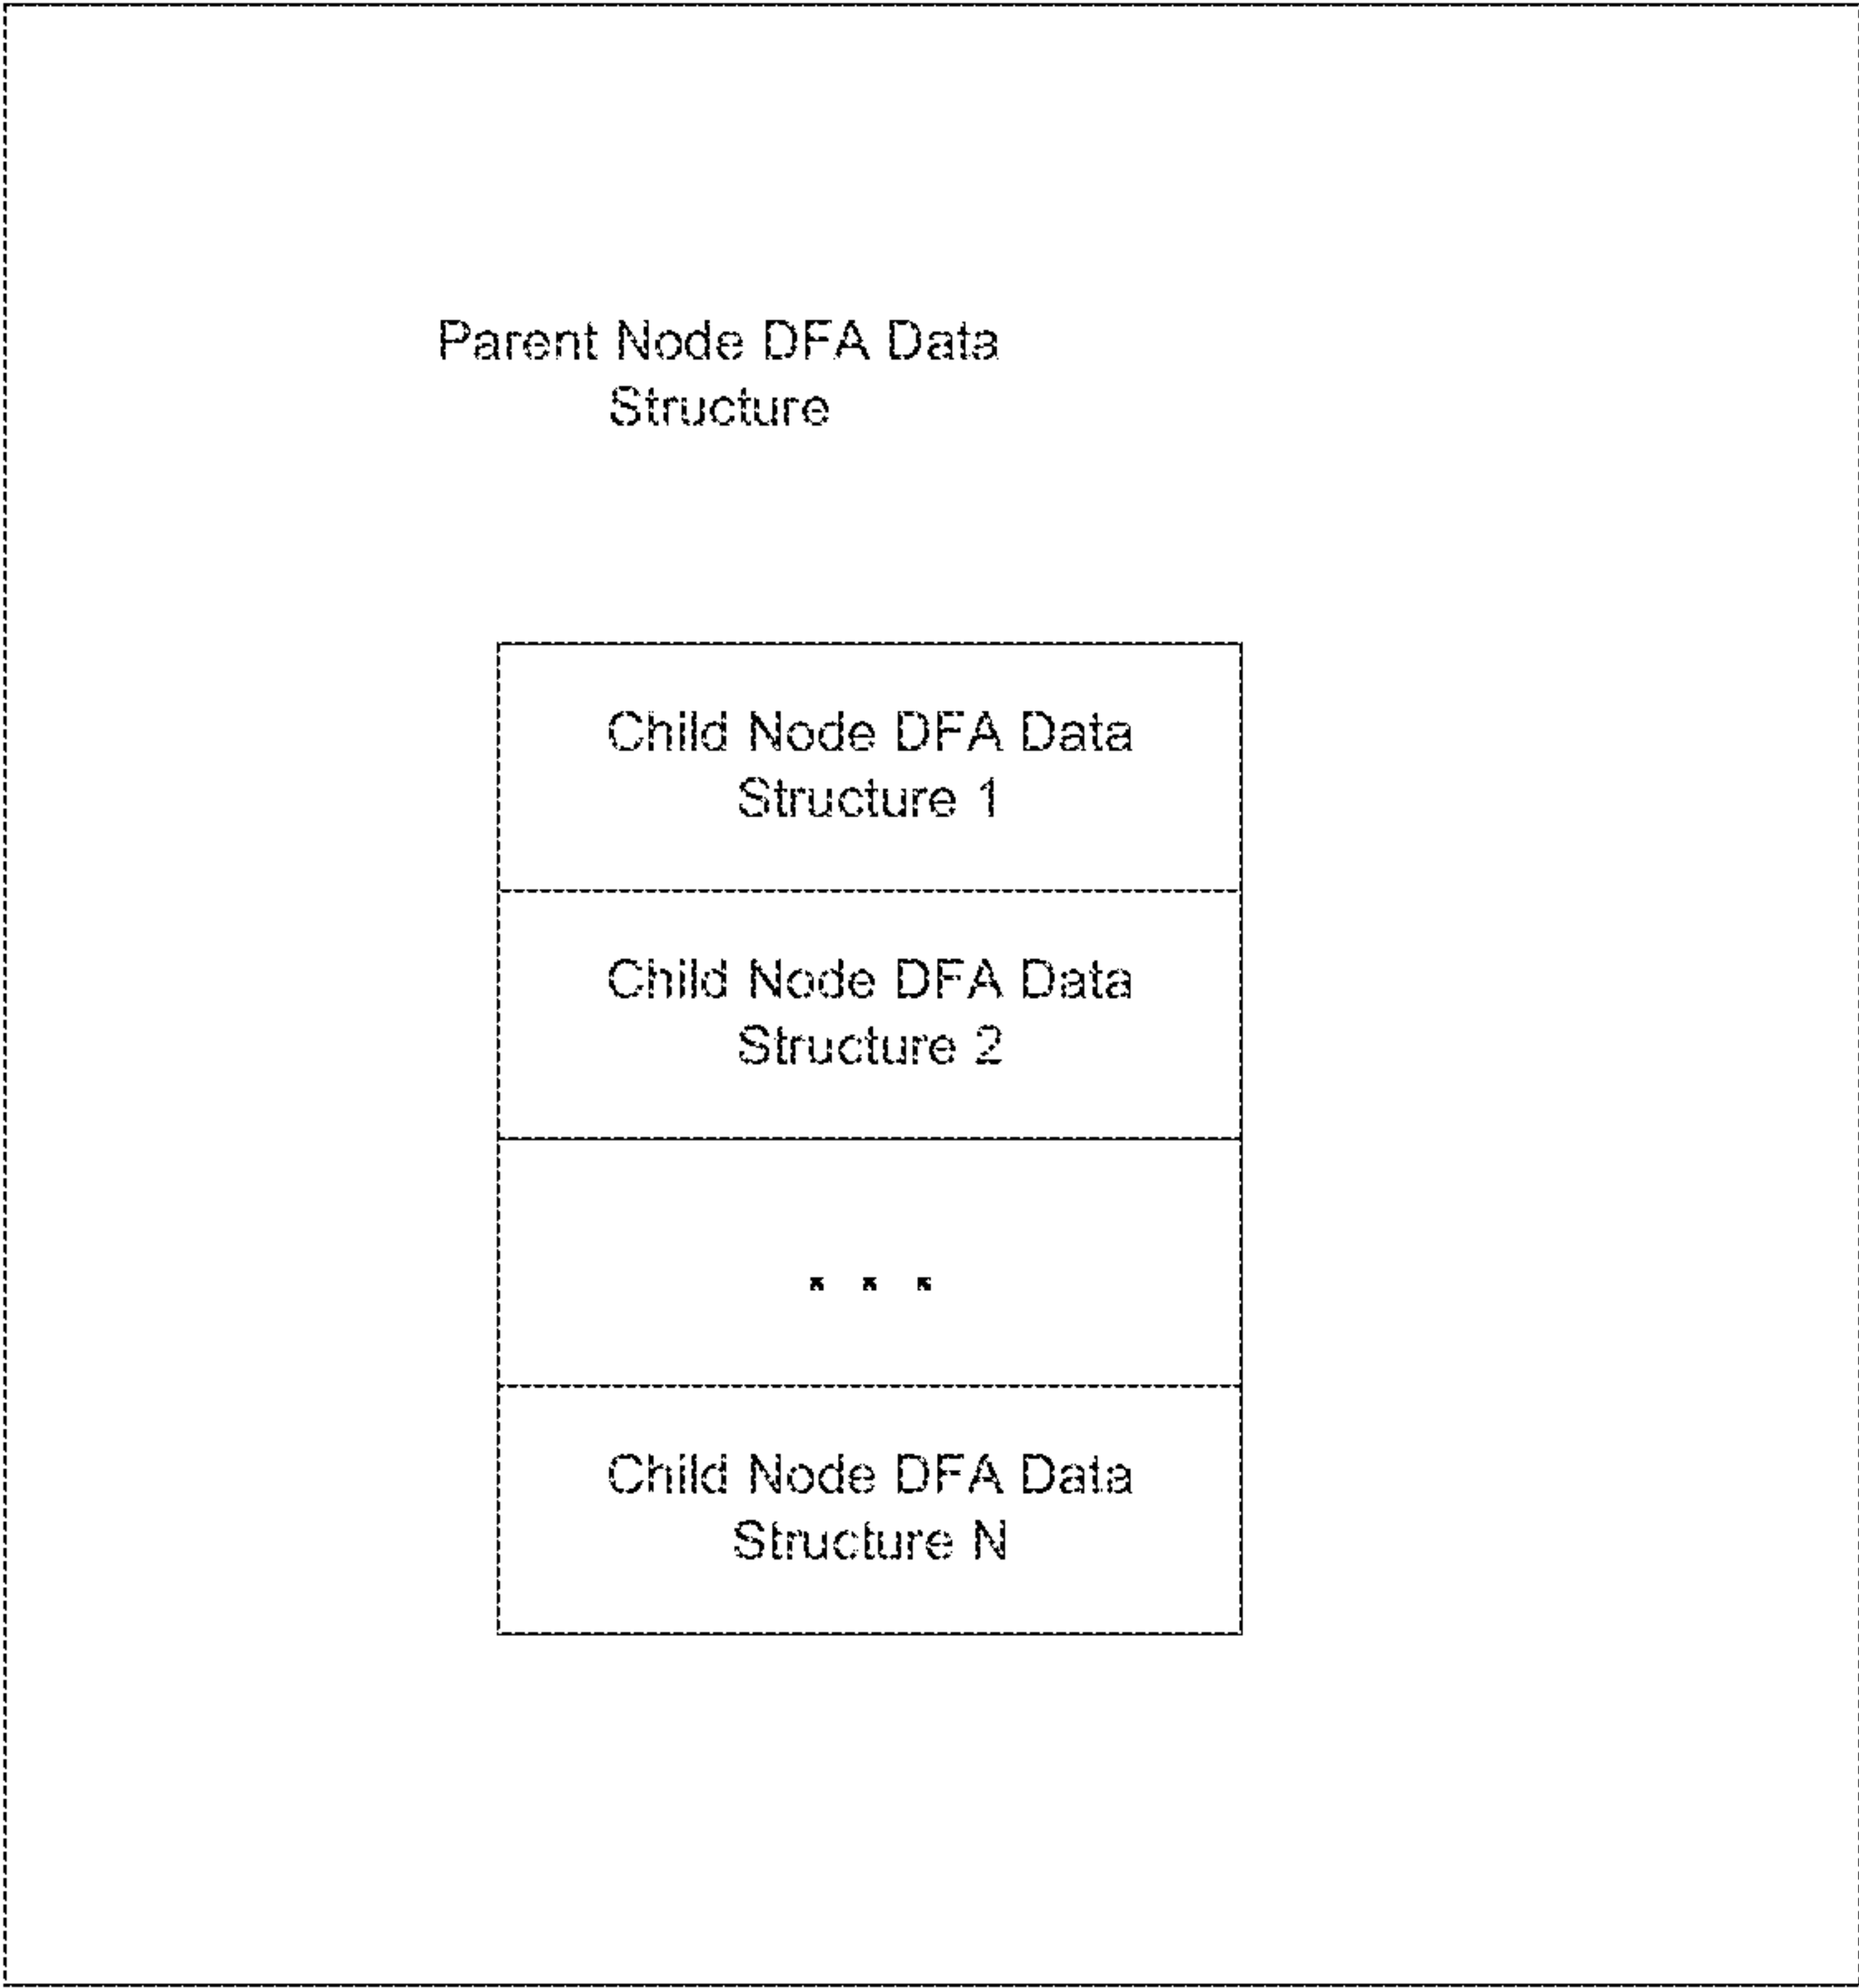 Parent Node DFA Data
Structure
Child Node DFA Data
Structure 1
Child Node DFA Data
Structure 2
. . .
Child Node DFA Data
Structure N